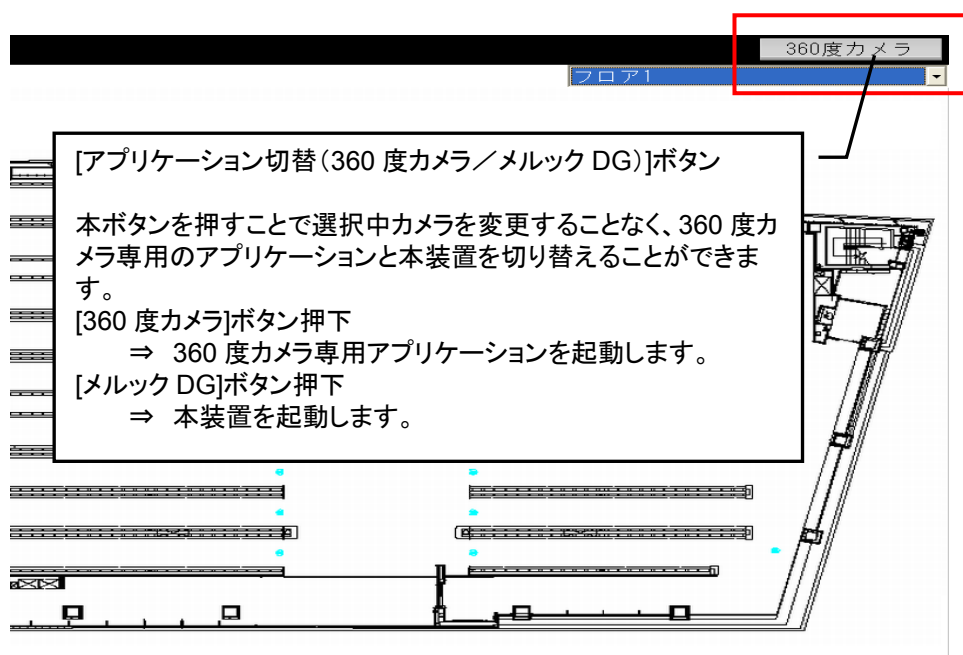 360度カメラ
フロア1
[アプリケーション切替（360 度カメラ／メルック DG）]ボタン
本ボタンを押すことで選択中カメラを変更することなく、360 度カ
メラ専用のアプリケーションと本装置を切り替えることができま
す。
[360 度カメラ]ボタン押下
⇒ 360 度カメラ専用アプリケーションを起動します。
[メルック DG]ボタン押下
⇒ 本装置を起動します。